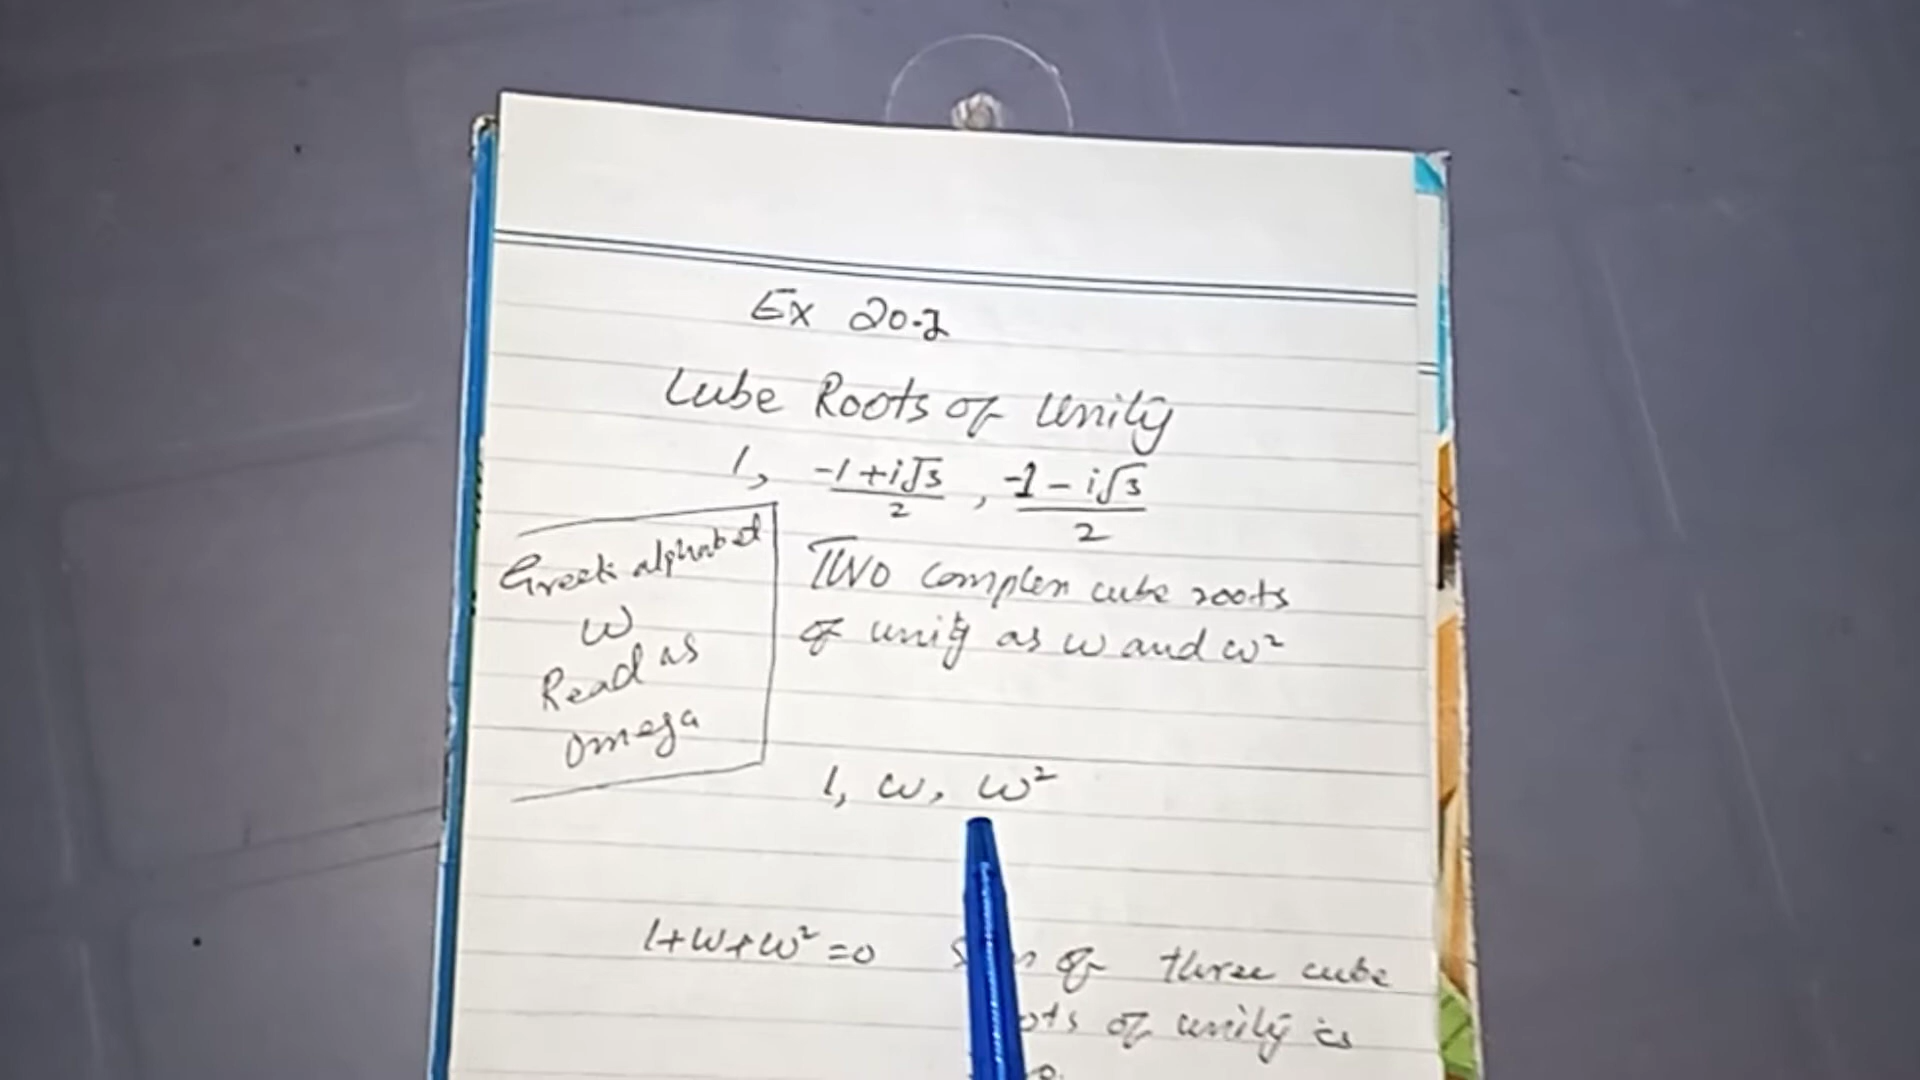 Ex 20.2
Cube Roots of Unity
1, (-1+i√3)/2, (-1-i√3)/2
Greek alphabet
ω
Read as
omega
Two complex cube roots
of unity as ω and ω²
1, ω, ω²
1+ω+ω²=0 of three cube
of unity is